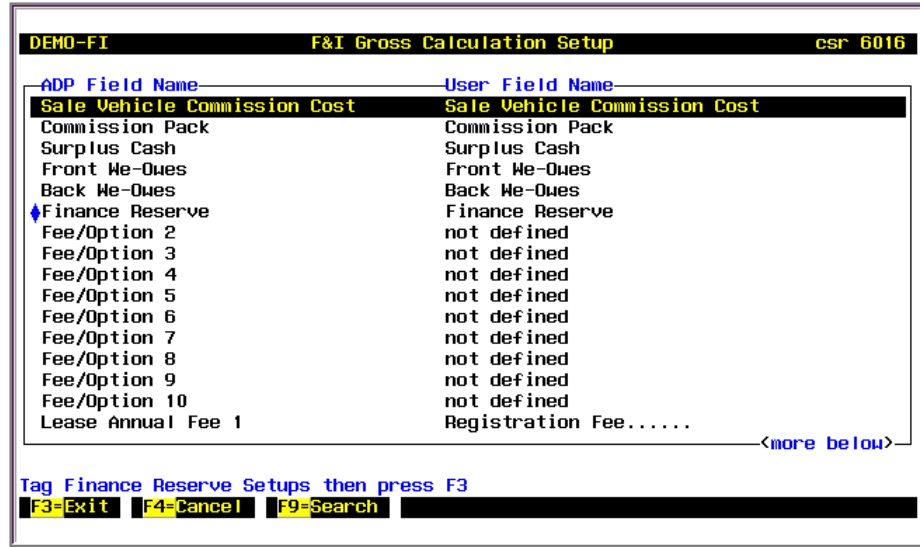 DEMO-FI F&I Gross Calculation Setup csr 6016
ADP Field Name User Field Name
Sale Vehicle Commission Cost Sale Vehicle Commission Cost
Commission Pack Commission Pack
Surplus Cash Surplus Cash
Front We-Owes Front We-Owes
Back We-Owes Back We-Owes
Finance Reserve Finance Reserve
Fee/Option 2 not defined
Fee/Option 3 not defined
Fee/Option 4 not defined
Fee/Option 5 not defined
Fee/Option 6 not defined
Fee/Option 7 not defined
Fee/Option 8 not defined
Fee/Option 9 not defined
Fee/Option 10 not defined
Lease Annual Fee 1 Registration Fee......
<more below>
Tag Finance Reserve Setups then press F3
F3=Exit F4=Cancel F9=Search